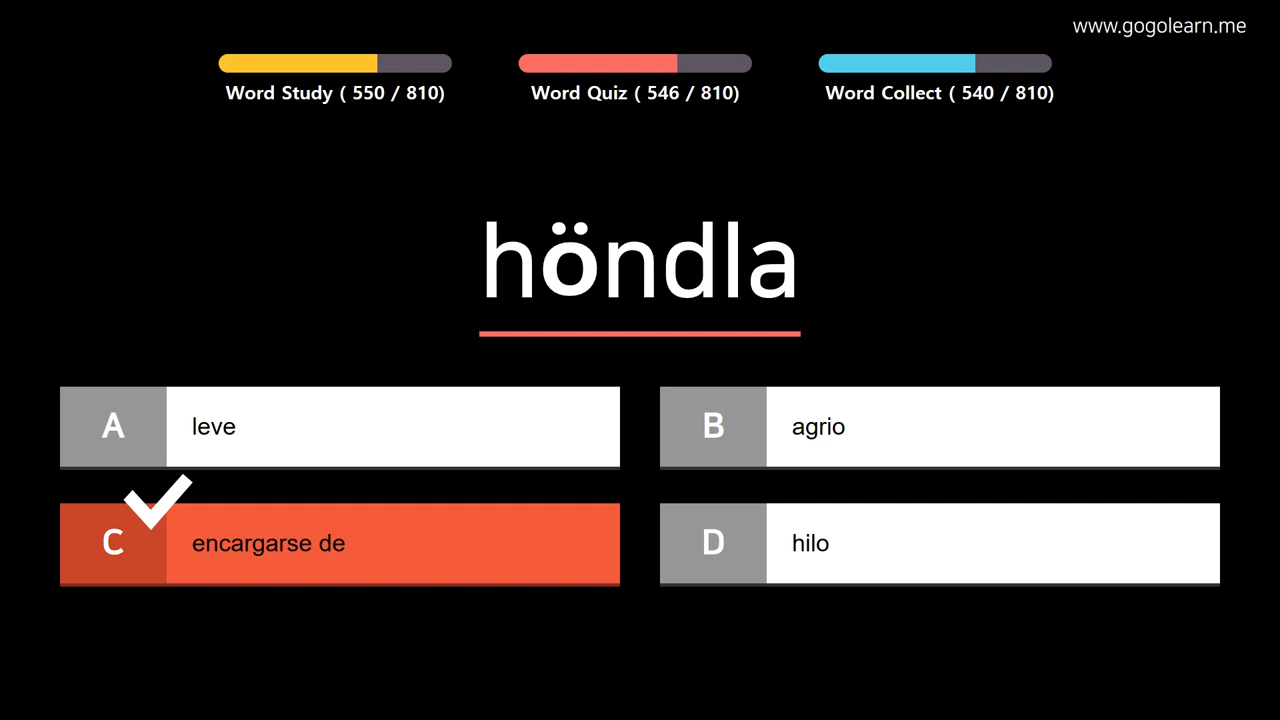 www.gogolearn.me
Word Study ( 550 / 810)
Word Quiz ( 546 / 810)
Word Collect ( 540 / 810)
höndla
A leve
B agrio
C encargarse de
D hilo